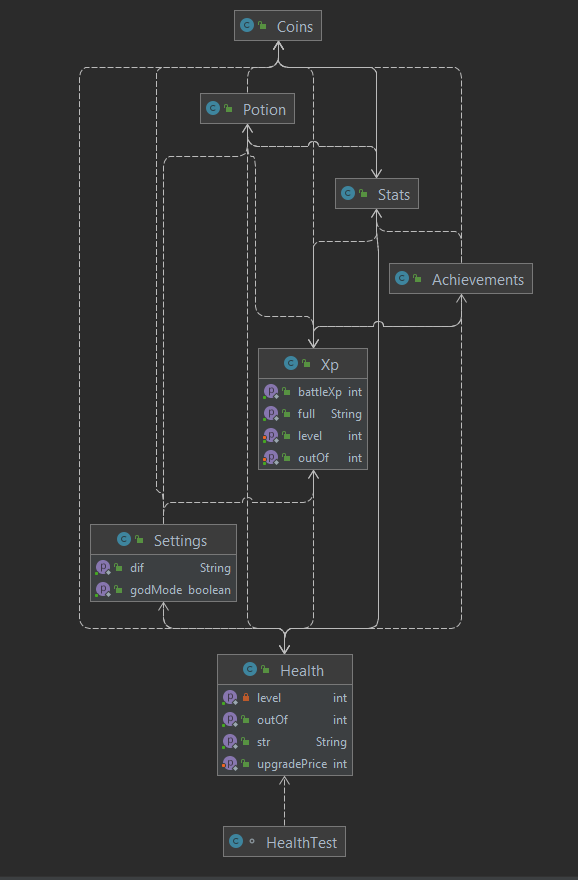 Coins
Potion
Stats
Achievements
Xp
battleXp int
full String
level int
outOf int
Settings
dif String
godMode boolean
Health
level int
outOf int
str String
upgradePrice int
HealthTest